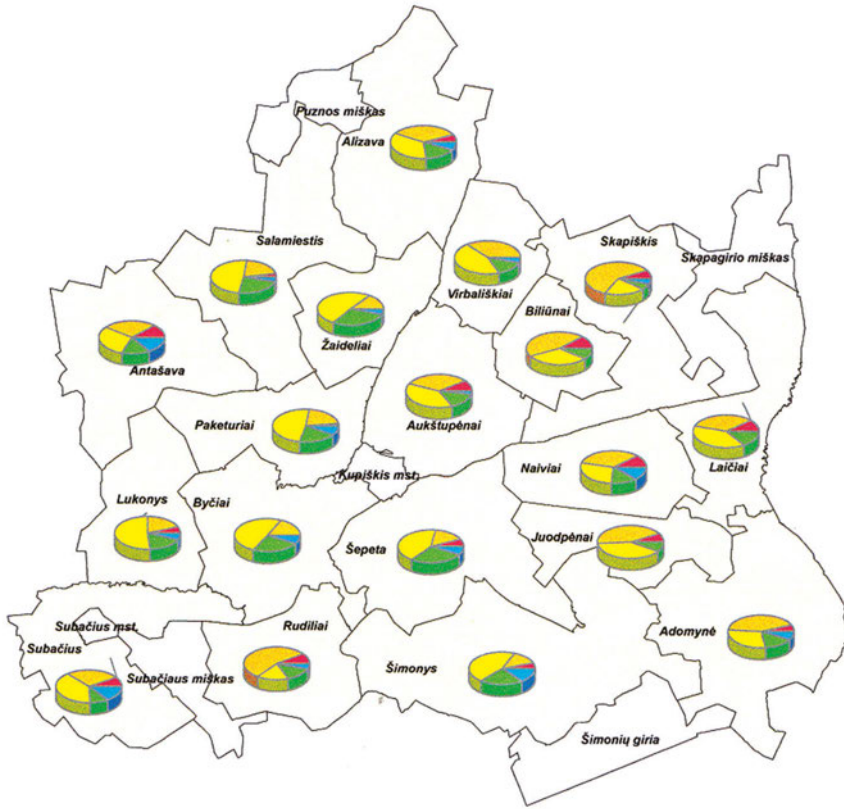 Puznos miškas
Alizava
Salamiestis
Skapiškis
Skapagirio miškas
Virbališkiai
Biliūnai
Žaideliai
Antašava
Paketuriai
Aukštupėnai
Kupiškis mst.
Naiviai
Laičiai
Lukonys
Byčiai
Šepeta
Juodpėnai
Subačius mst.
Rudiliai
Adomynė
Subačius
Šimonys
Subačiaus miškas
Šimonių giria